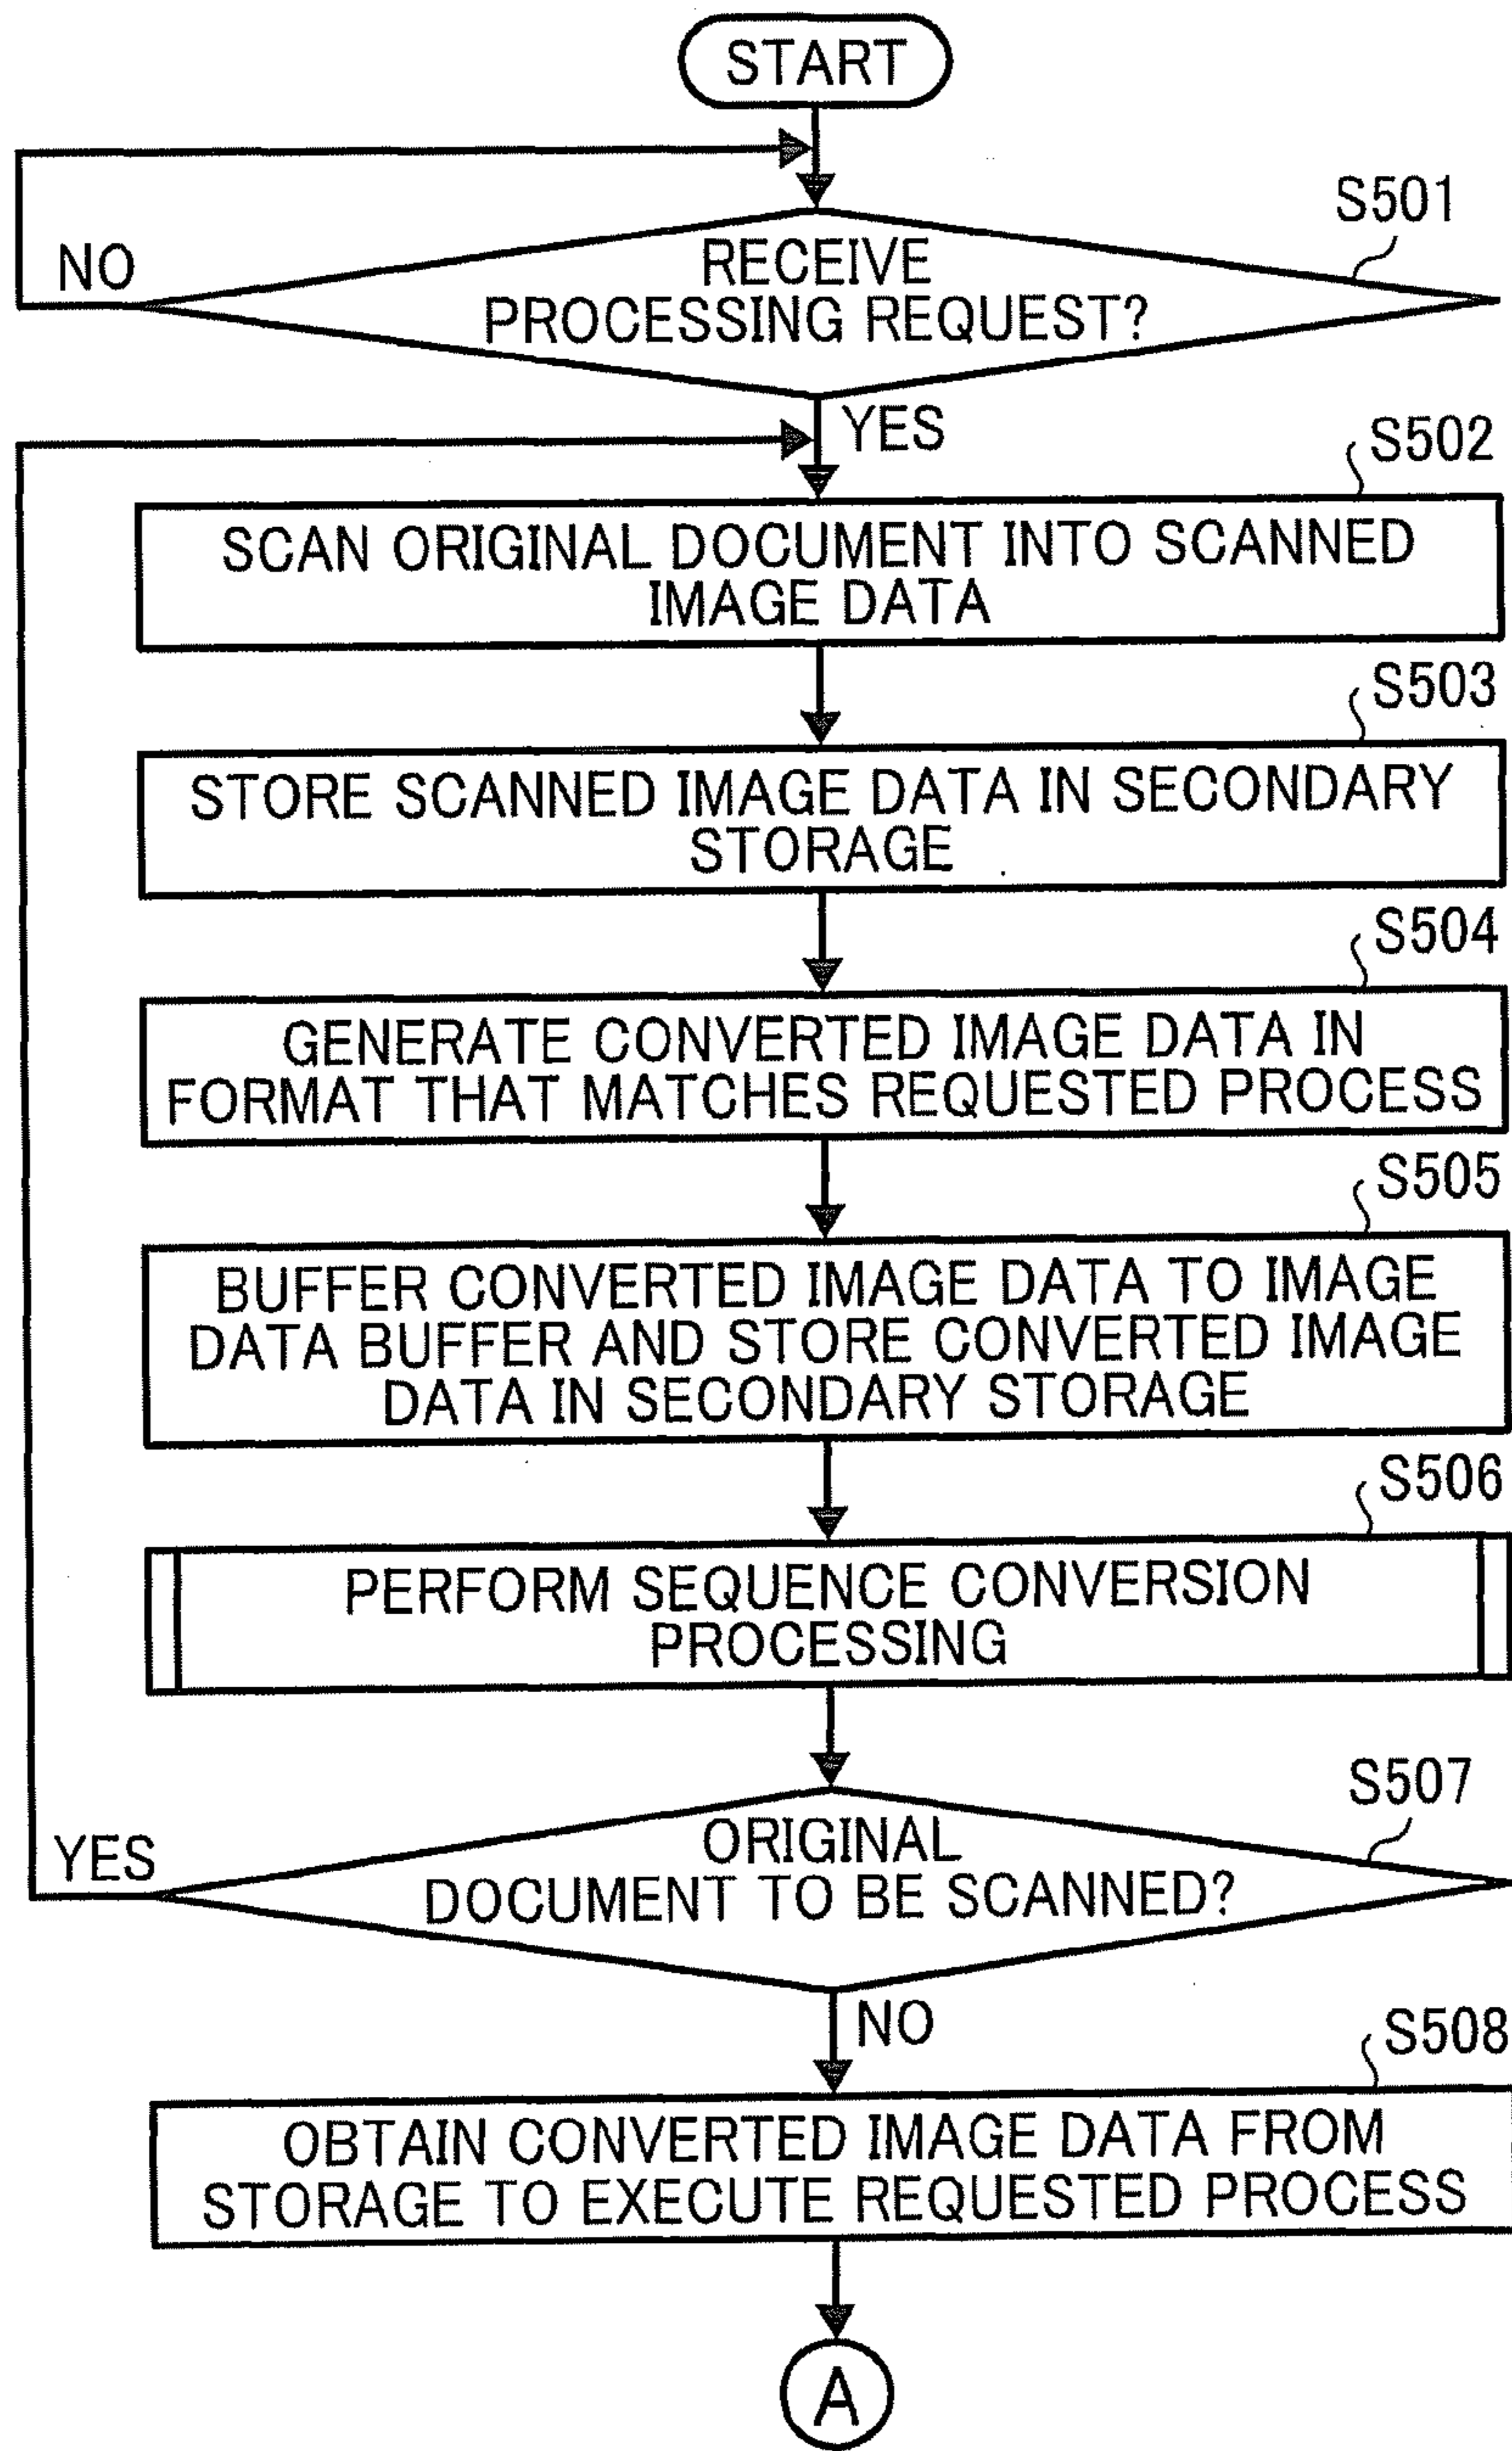 START
S501
NO
RECEIVE
PROCESSING REQUEST?
YES
S502
SCAN ORIGINAL DOCUMENT INTO SCANNED
IMAGE DATA
S503
STORE SCANNED IMAGE DATA IN SECONDARY
STORAGE
S504
GENERATE CONVERTED IMAGE DATA IN
FORMAT THAT MATCHES REQUESTED PROCESS
S505
BUFFER CONVERTED IMAGE DATA TO IMAGE
DATA BUFFER AND STORE CONVERTED IMAGE
DATA IN SECONDARY STORAGE
S506
PERFORM SEQUENCE CONVERSION
PROCESSING
S507
YES
ORIGINAL
DOCUMENT TO BE SCANNED?
NO
S508
OBTAIN CONVERTED IMAGE DATA FROM
STORAGE TO EXECUTE REQUESTED PROCESS
A